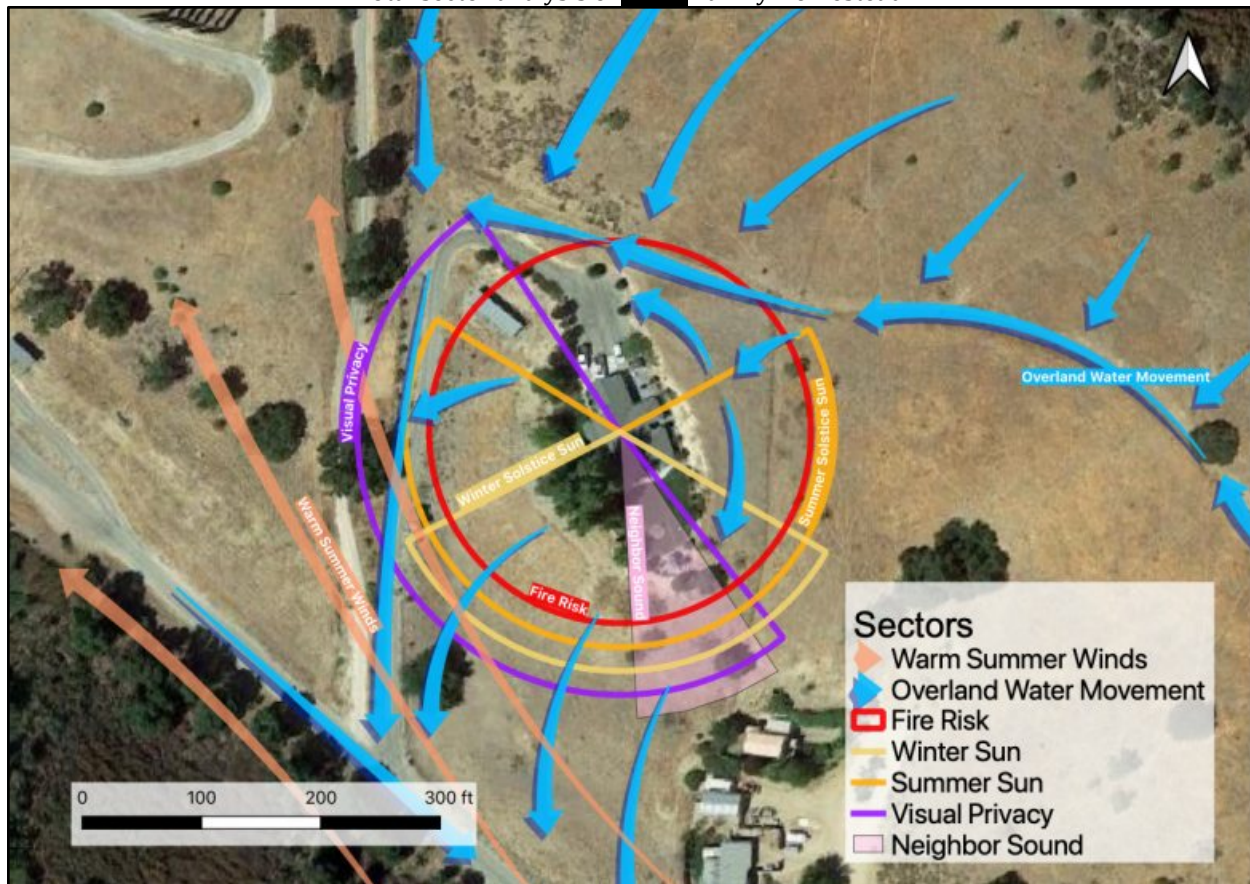 Visual Privacy
Overland Water Movement
Summer Solstice Sun
Winter Solstice Sun
Neighbor Sound
Warm Summer Winds
Fire Risk
Sectors
Warm Summer Winds
Overland Water Movement
Fire Risk
Winter Sun
Summer Sun
Visual Privacy
Neighbor Sound
0 100 200 300 ft